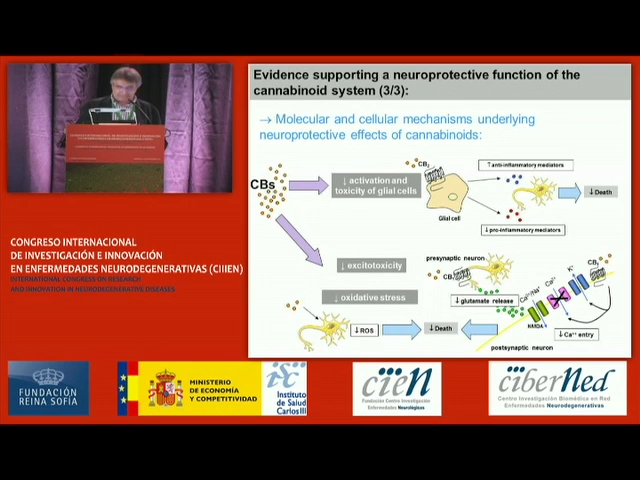 Evidence supporting a neuroprotective function of the
cannabinoid system (3/3):
→ Molecular and cellular mechanisms underlying
neuroprotective effects of cannabinoids:
CBs
↓ activation and
toxicity of glial cells
CB₂
Glial cell
↑anti-inflammatory mediators
↓pro-inflammatory mediators
↓Death
↓ excitotoxicity
↓ oxidative stress
presynaptic neuron
CB₁
↓glutamate release
Ca²⁺/Na⁺
Ca²⁺
K⁺
CB₁
NMDA
↓Ca²⁺ entry
postsynaptic neuron
↓ROS
↓Death
CONGRESO INTERNACIONAL
DE INVESTIGACIÓN E INNOVACIÓN
EN ENFERMEDADES NEURODEGENERATIVAS (CIIIEN)
INTERNATIONAL CONGRESS ON RESEARCH
AND INNOVATION IN NEURODEGENERATIVE DISEASES
FUNDACIÓN
REINA SOFÍA
MINISTERIO
DE ECONOMÍA
Y COMPETITIVIDAD
isc
Instituto
de Salud
Carlos III
cien
Fundación Centro Investigación
Enfermedades Neurológicas
ciberned
Centro Investigación Biomédica en Red
Enfermedades Neurodegenerativas